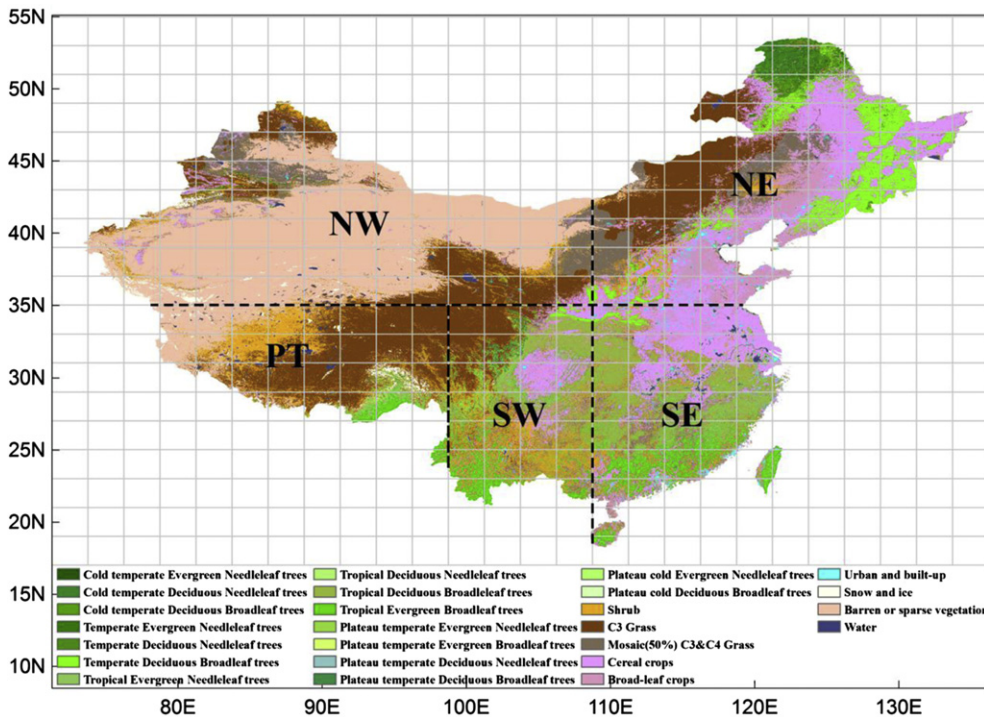 55N
50N
45N
40N
35N
30N
25N
20N
15N
10N
NW
NE
PT
SW
SE
Cold temperate Evergreen Needleleaf trees
Cold temperate Deciduous Needleleaf trees
Cold temperate Deciduous Broadleaf trees
Temperate Evergreen Needleleaf trees
Temperate Deciduous Needleleaf trees
Temperate Deciduous Broadleaf trees
Tropical Evergreen Needleleaf trees
Tropical Deciduous Needleleaf trees
Tropical Deciduous Broadleaf trees
Tropical Evergreen Broadleaf trees
Plateau temperate Evergreen Needleleaf trees
Plateau temperate Evergreen Broadleaf trees
Plateau temperate Deciduous Needleleaf trees
Plateau temperate Deciduous Broadleaf trees
Plateau cold Evergreen Needleleaf trees
Plateau cold Deciduous Broadleaf trees
Shrub
C3 Grass
Mosaic(50%) C3&C4 Grass
Cereal crops
Broad-leaf crops
Urban and built-up
Snow and ice
Barren or sparse vegetation
Water
80E 90E 100E 110E 120E 130E